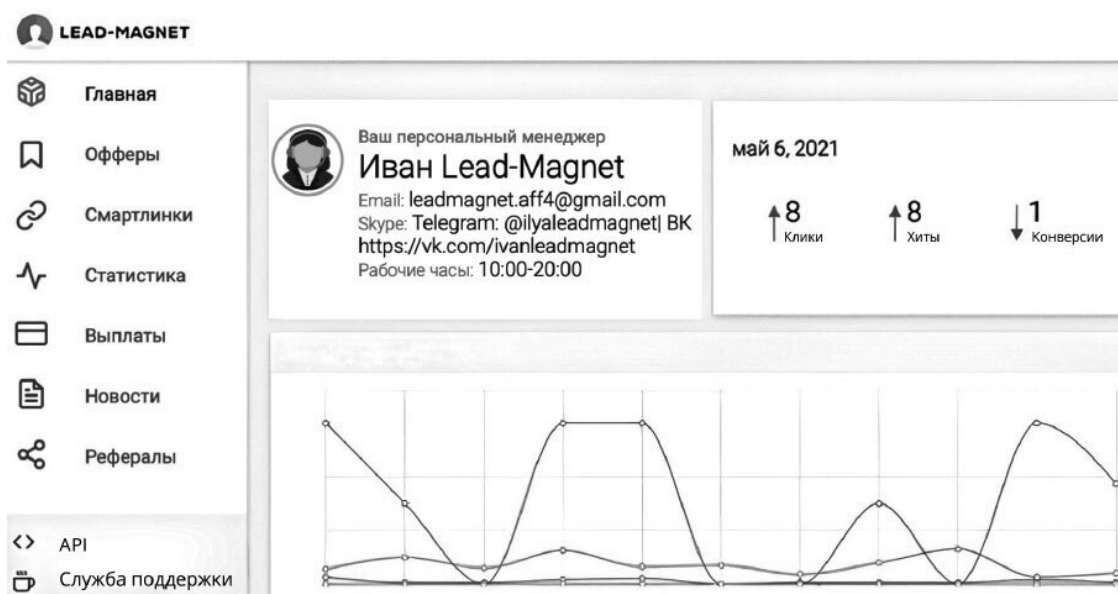 LEAD-MAGNET
Главная
Офферы
Смартлинки
Статистика
Выплаты
Новости
Рефералы
API
Служба поддержки
Ваш персональный менеджер
Иван Lead-Magnet
Email: leadmagnet.aff4@gmail.com
Skype: Telegram: @ilyaleadmagnet| ВК
https://vk.com/ivanleadmagnet
Рабочие часы: 10:00-20:00
май 6, 2021
8
Клики
8
Хиты
1
Конверсии